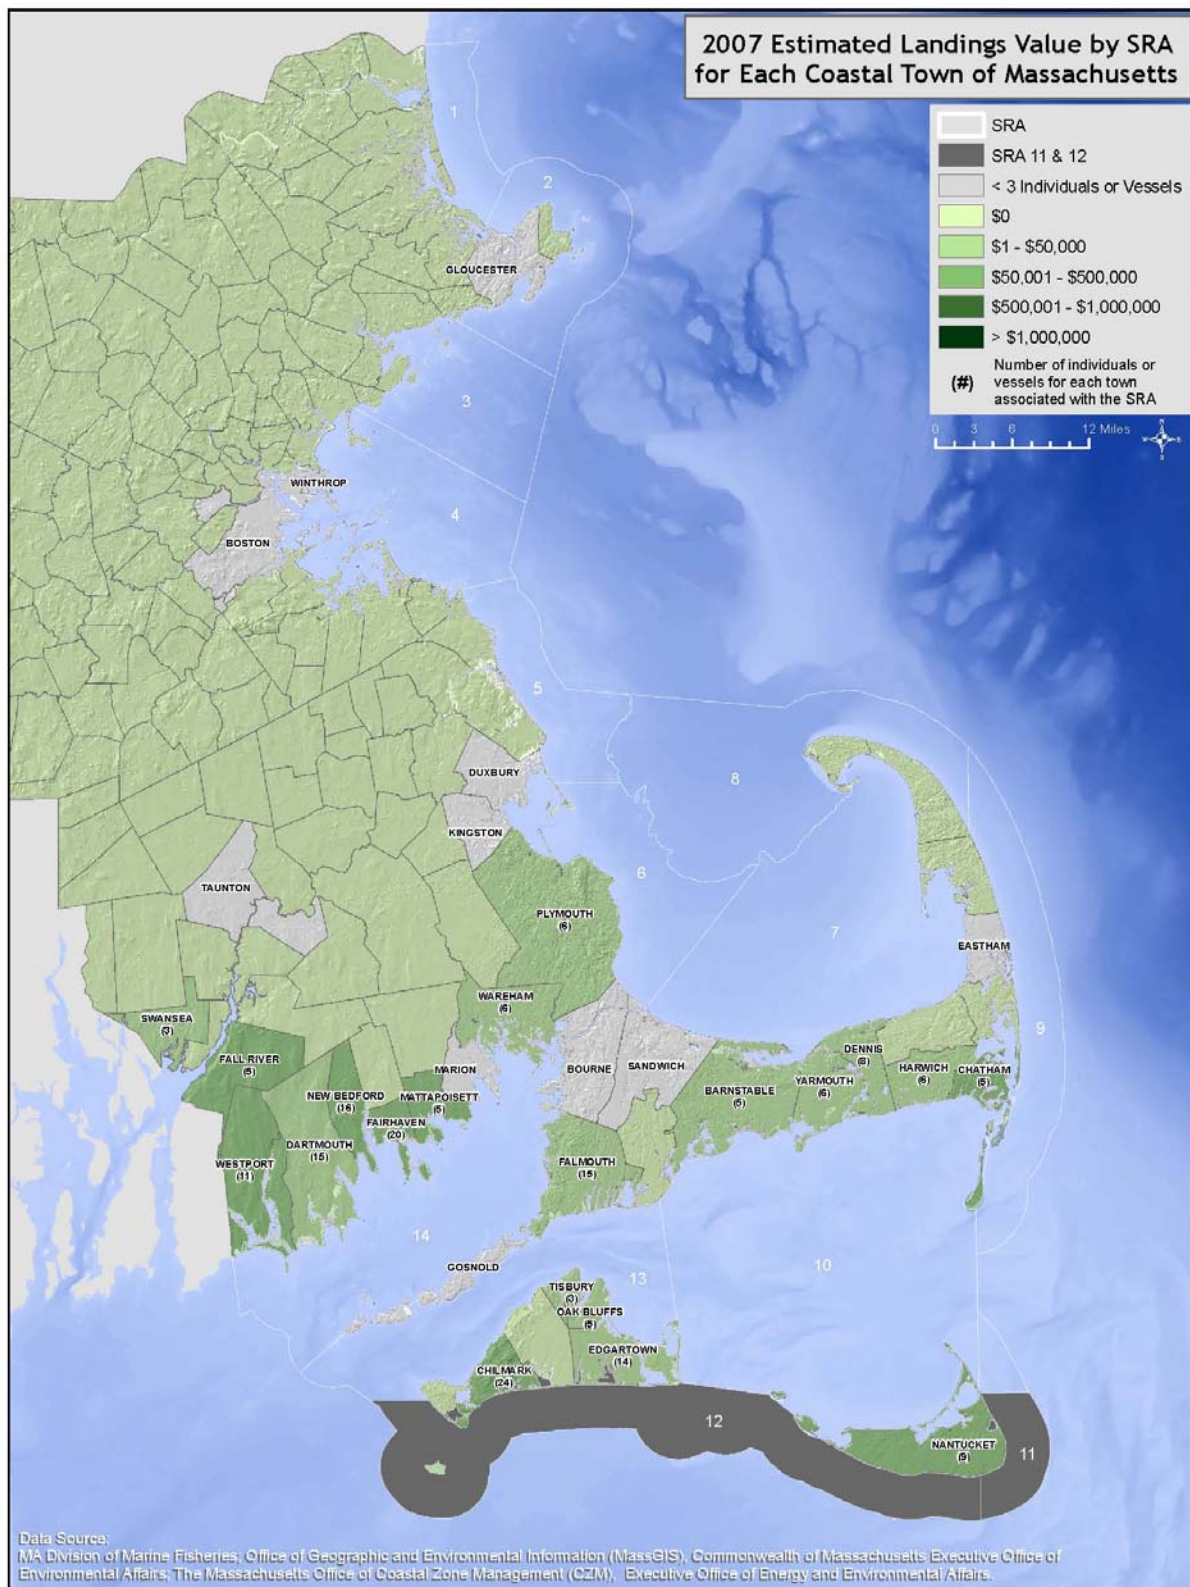 2007 Estimated Landings Value by SRA
for Each Coastal Town of Massachusetts
SRA
SRA 11 & 12
< 3 Individuals or Vessels
$0
$1 - $50,000
$50,001 - $500,000
$500,001 - $1,000,000
> $1,000,000
(#) Number of individuals or
vessels for each town
associated with the SRA
0 3 6 12 Miles
N
W E
S
1
2
GLOUCESTER
3
WINTHROP
4
BOSTON
5
DUXBURY
8
KINGSTON
6
TAUNTON
PLYMOUTH
(6)
7
EASTHAM
WAREHAM
(6)
SWANSEA
(3)
9
FALL RIVER
(5)
MARION
BOURNE
SANDWICH
DENNIS
(8)
HARWICH
(6)
CHATHAM
(5)
YARMOUTH
(6)
BARNSTABLE
(5)
NEW BEDFORD
(16)
MATTAPOISETT
(5)
FAIRHAVEN
(20)
DARTMOUTH
(15)
WESTPORT
(11)
FALMOUTH
(15)
14
GOSNOLD
10
13
TISBURY
(3)
OAK BLUFFS
(5)
EDGARTOWN
(14)
CHILMARK
(24)
12
NANTUCKET
(9)
11
Data Source:
MA Division of Marine Fisheries, Office of Geographic and Environmental Information (MassGIS), Commonwealth of Massachusetts Executive Office of
Environmental Affairs, The Massachusetts Office of Coastal Zone Management (CZM), Executive Office of Energy and Environmental Affairs.